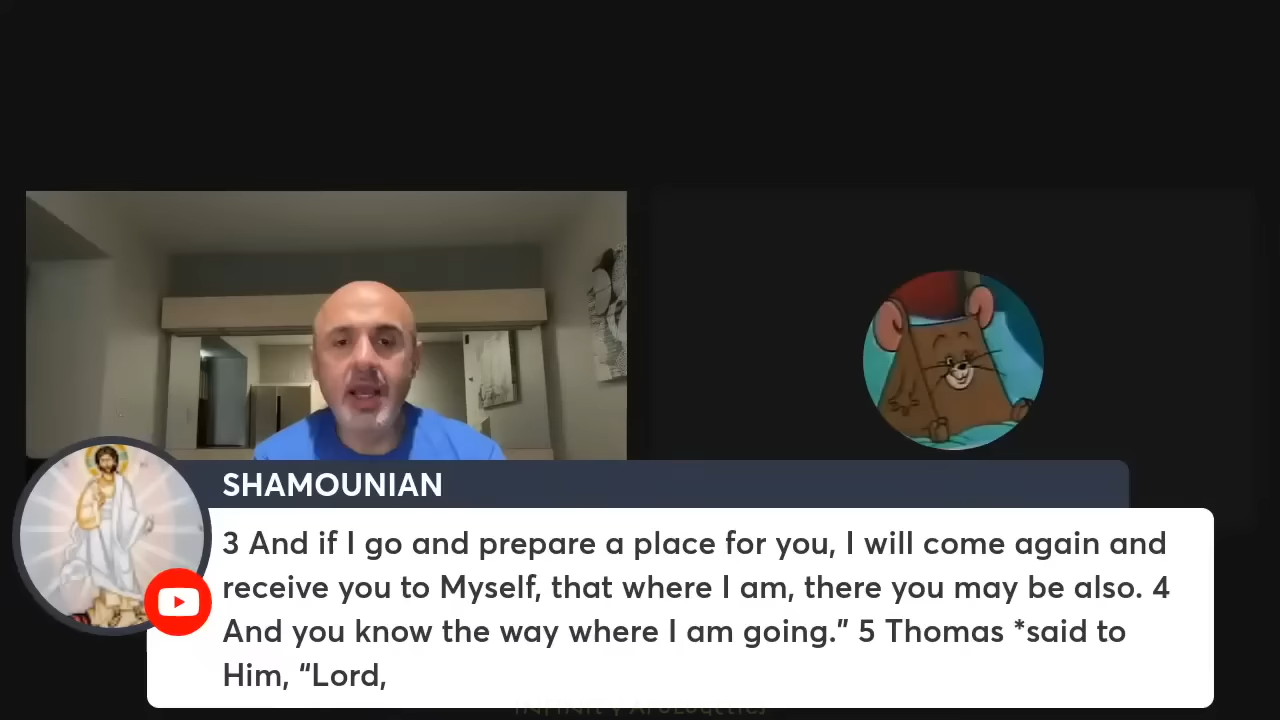 SHAMOUNIAN
3 And if I go and prepare a place for you, I will come again and
receive you to Myself, that where I am, there you may be also. 4
And you know the way where I am going.” 5 Thomas *said to
Him, “Lord,